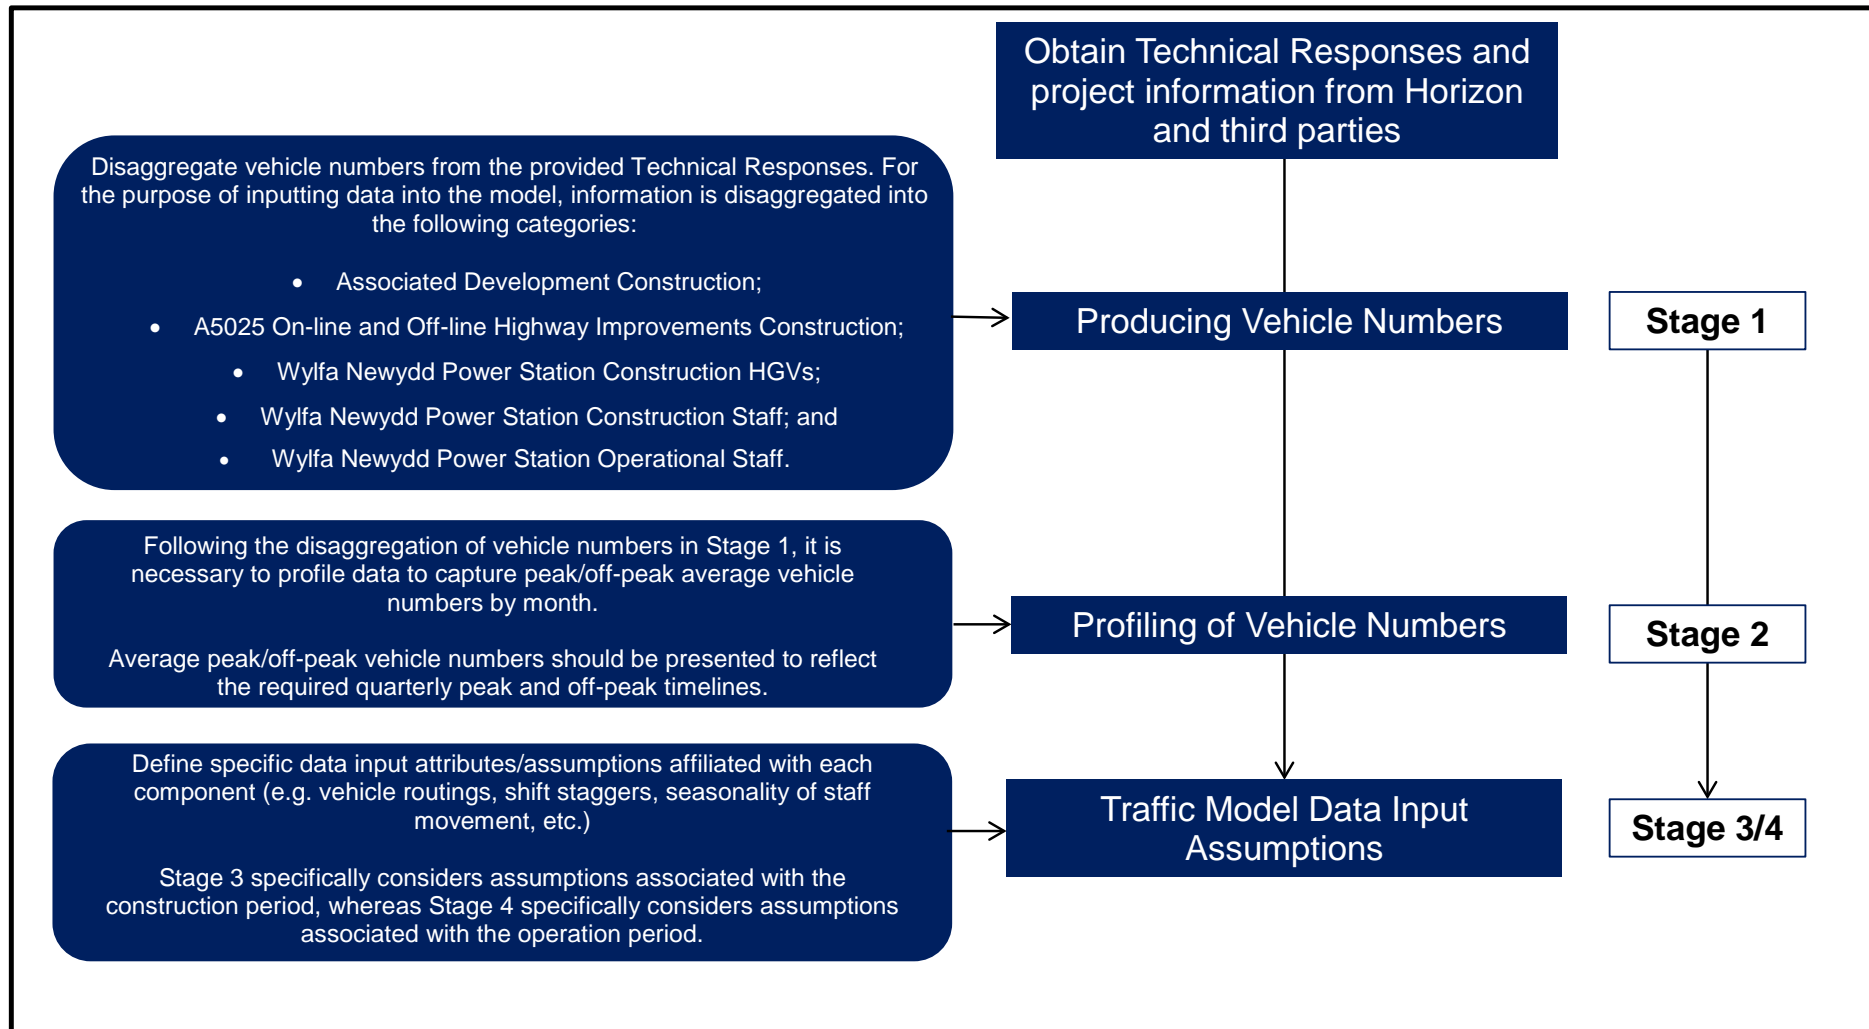 Obtain Technical Responses and
project information from Horizon
and third parties
Disaggregate vehicle numbers from the provided Technical Responses. For
the purpose of inputting data into the model, information is disaggregated into
the following categories:
• Associated Development Construction;
• A5025 On-line and Off-line Highway Improvements Construction;
• Wylfa Newydd Power Station Construction HGVs;
• Wylfa Newydd Power Station Construction Staff; and
• Wylfa Newydd Power Station Operational Staff.
Producing Vehicle Numbers
Stage 1
Following the disaggregation of vehicle numbers in Stage 1, it is
necessary to profile data to capture peak/off-peak average vehicle
numbers by month.
Average peak/off-peak vehicle numbers should be presented to reflect
the required quarterly peak and off-peak timelines.
Profiling of Vehicle Numbers
Stage 2
Define specific data input attributes/assumptions affiliated with each
component (e.g. vehicle routings, shift staggers, seasonality of staff
movement, etc.)
Stage 3 specifically considers assumptions associated with the
construction period, whereas Stage 4 specifically considers assumptions
associated with the operation period.
Traffic Model Data Input
Assumptions
Stage 3/4